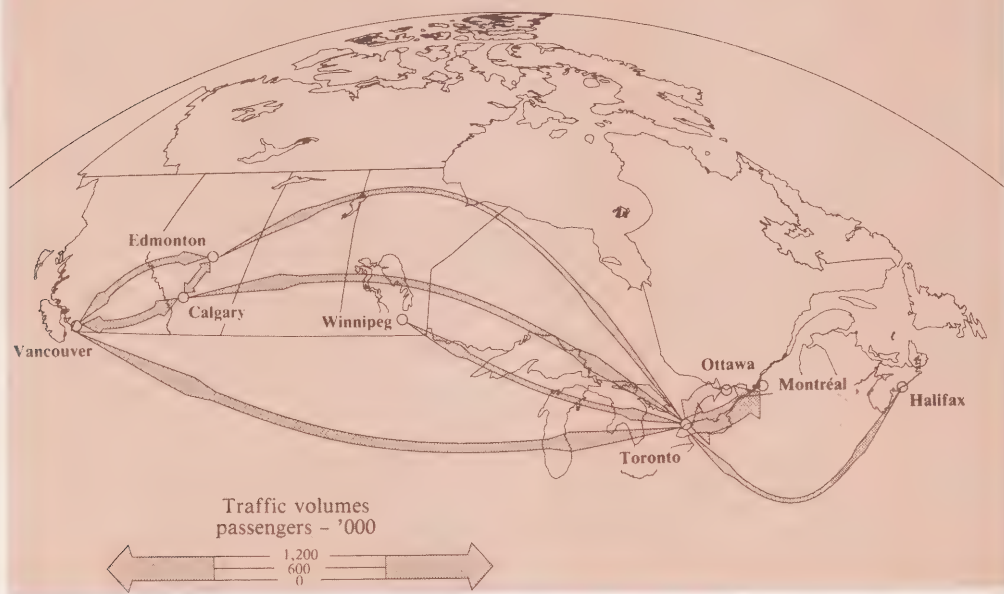 Edmonton
Calgary
Winnipeg
Vancouver
Ottawa
Montréal
Halifax
Toronto
Traffic volumes
passengers – '000
1,200
600
0